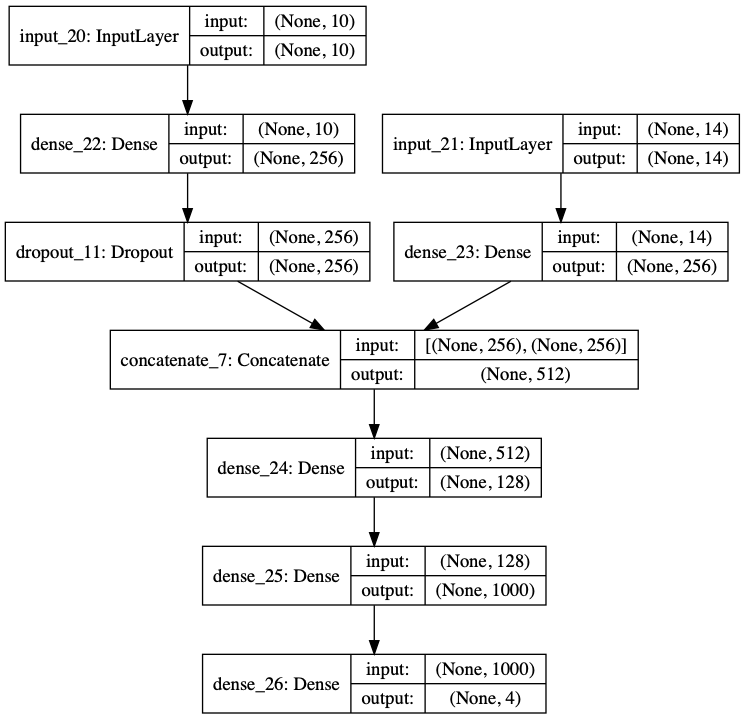 input_20: InputLayer
input:
(None, 10)
output:
(None, 10)
dense_22: Dense
input:
(None, 10)
output:
(None, 256)
input_21: InputLayer
input:
(None, 14)
output:
(None, 14)
dropout_11: Dropout
input:
(None, 256)
output:
(None, 256)
dense_23: Dense
input:
(None, 14)
output:
(None, 256)
concatenate_7: Concatenate
input:
[(None, 256), (None, 256)]
output:
(None, 512)
dense_24: Dense
input:
(None, 512)
output:
(None, 128)
dense_25: Dense
input:
(None, 128)
output:
(None, 1000)
dense_26: Dense
input:
(None, 1000)
output:
(None, 4)